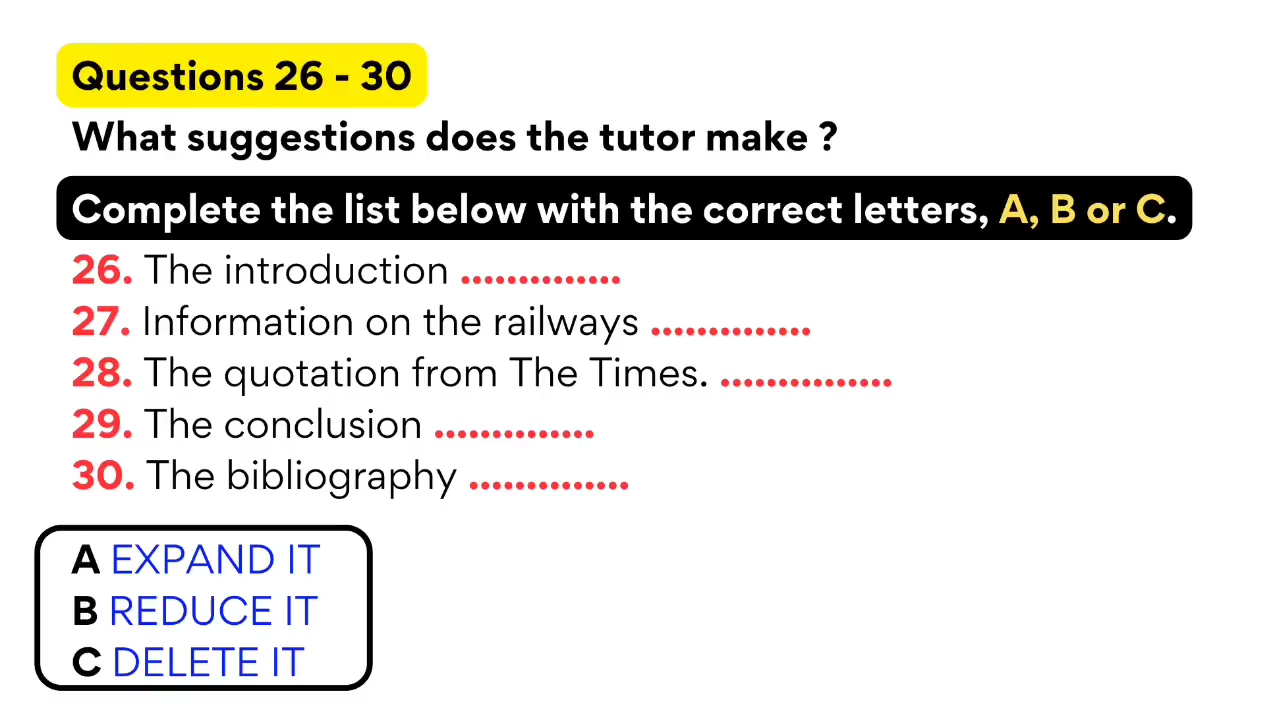 Questions 26 - 30
What suggestions does the tutor make ?
Complete the list below with the correct letters, A, B or C.
26. The introduction ..............
27. Information on the railways ..............
28. The quotation from The Times. ...............
29. The conclusion ..............
30. The bibliography ..............
A EXPAND IT
B REDUCE IT
C DELETE IT